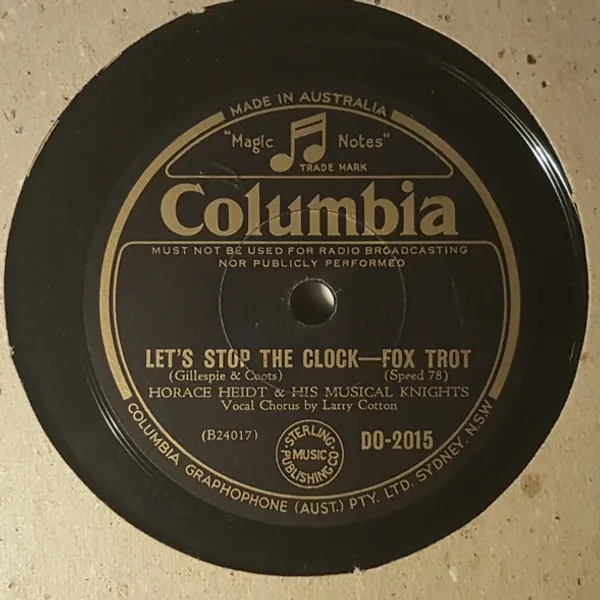 MADE IN AUSTRALIA
"Magic Notes"
TRADE MARK
Columbia
MUST NOT BE USED FOR RADIO BROADCASTING
NOR PUBLICLY PERFORMED
LET'S STOP THE CLOCK—FOX TROT
(Gillespie & Coots) (Speed 78)
HORACE HEIDT & HIS MUSICAL KNIGHTS
Vocal Chorus by Larry Cotton
(B24017)
STERLING
MUSIC
PUBLISHING CO
DO-2015
COLUMBIA GRAPHOPHONE (AUST.) PTY. LTD. SYDNEY. N.S.W